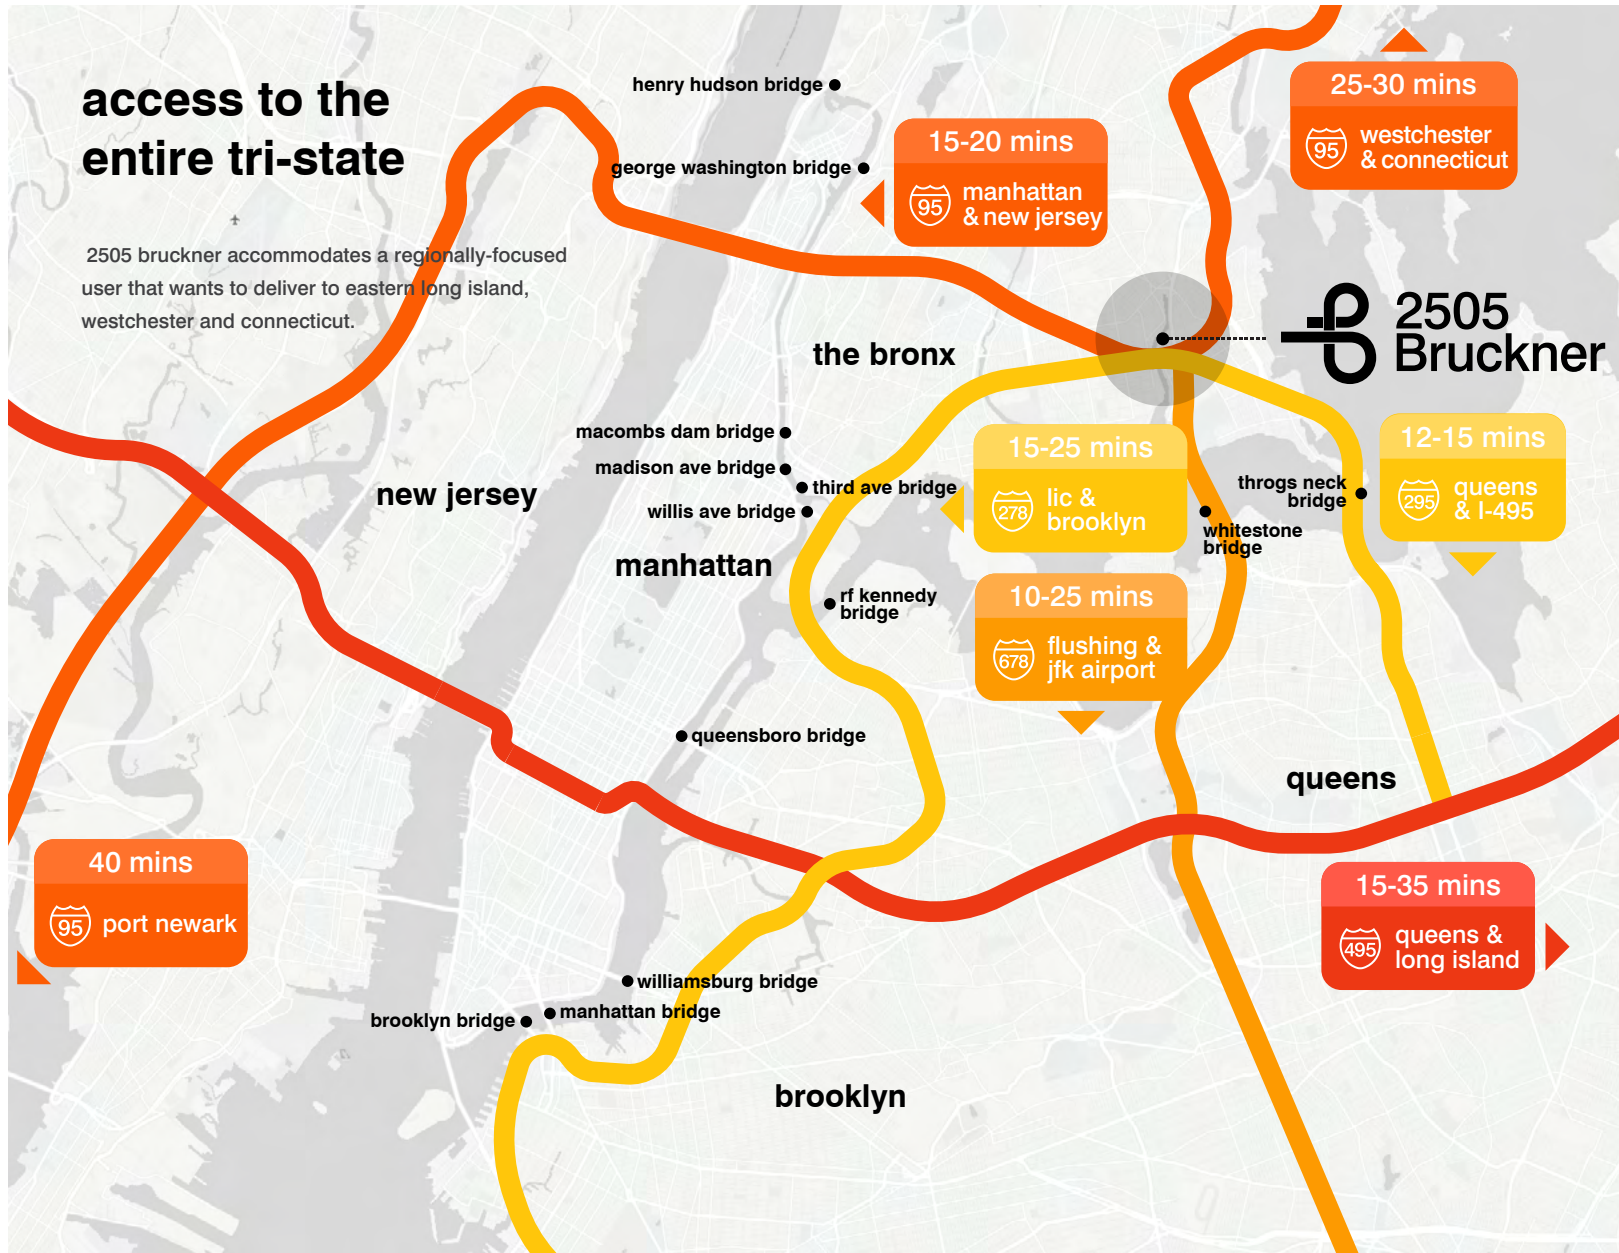 access to the
entire tri-state
2505 bruckner accommodates a regionally-focused
user that wants to deliver to eastern long island,
westchester and connecticut.
henry hudson bridge
george washington bridge
15-20 mins
95
manhattan
& new jersey
25-30 mins
95
westchester
& connecticut
2505
Bruckner
the bronx
macombs dam bridge
madison ave bridge
third ave bridge
willis ave bridge
new jersey
manhattan
rf kennedy
bridge
15-25 mins
278
lic &
brooklyn
throgs neck
bridge
12-15 mins
295
queens
& I-495
whitestone
bridge
10-25 mins
678
flushing &
jfk airport
queensboro bridge
queens
40 mins
95
port newark
15-35 mins
495
queens &
long island
williamsburg bridge
manhattan bridge
brooklyn bridge
brooklyn